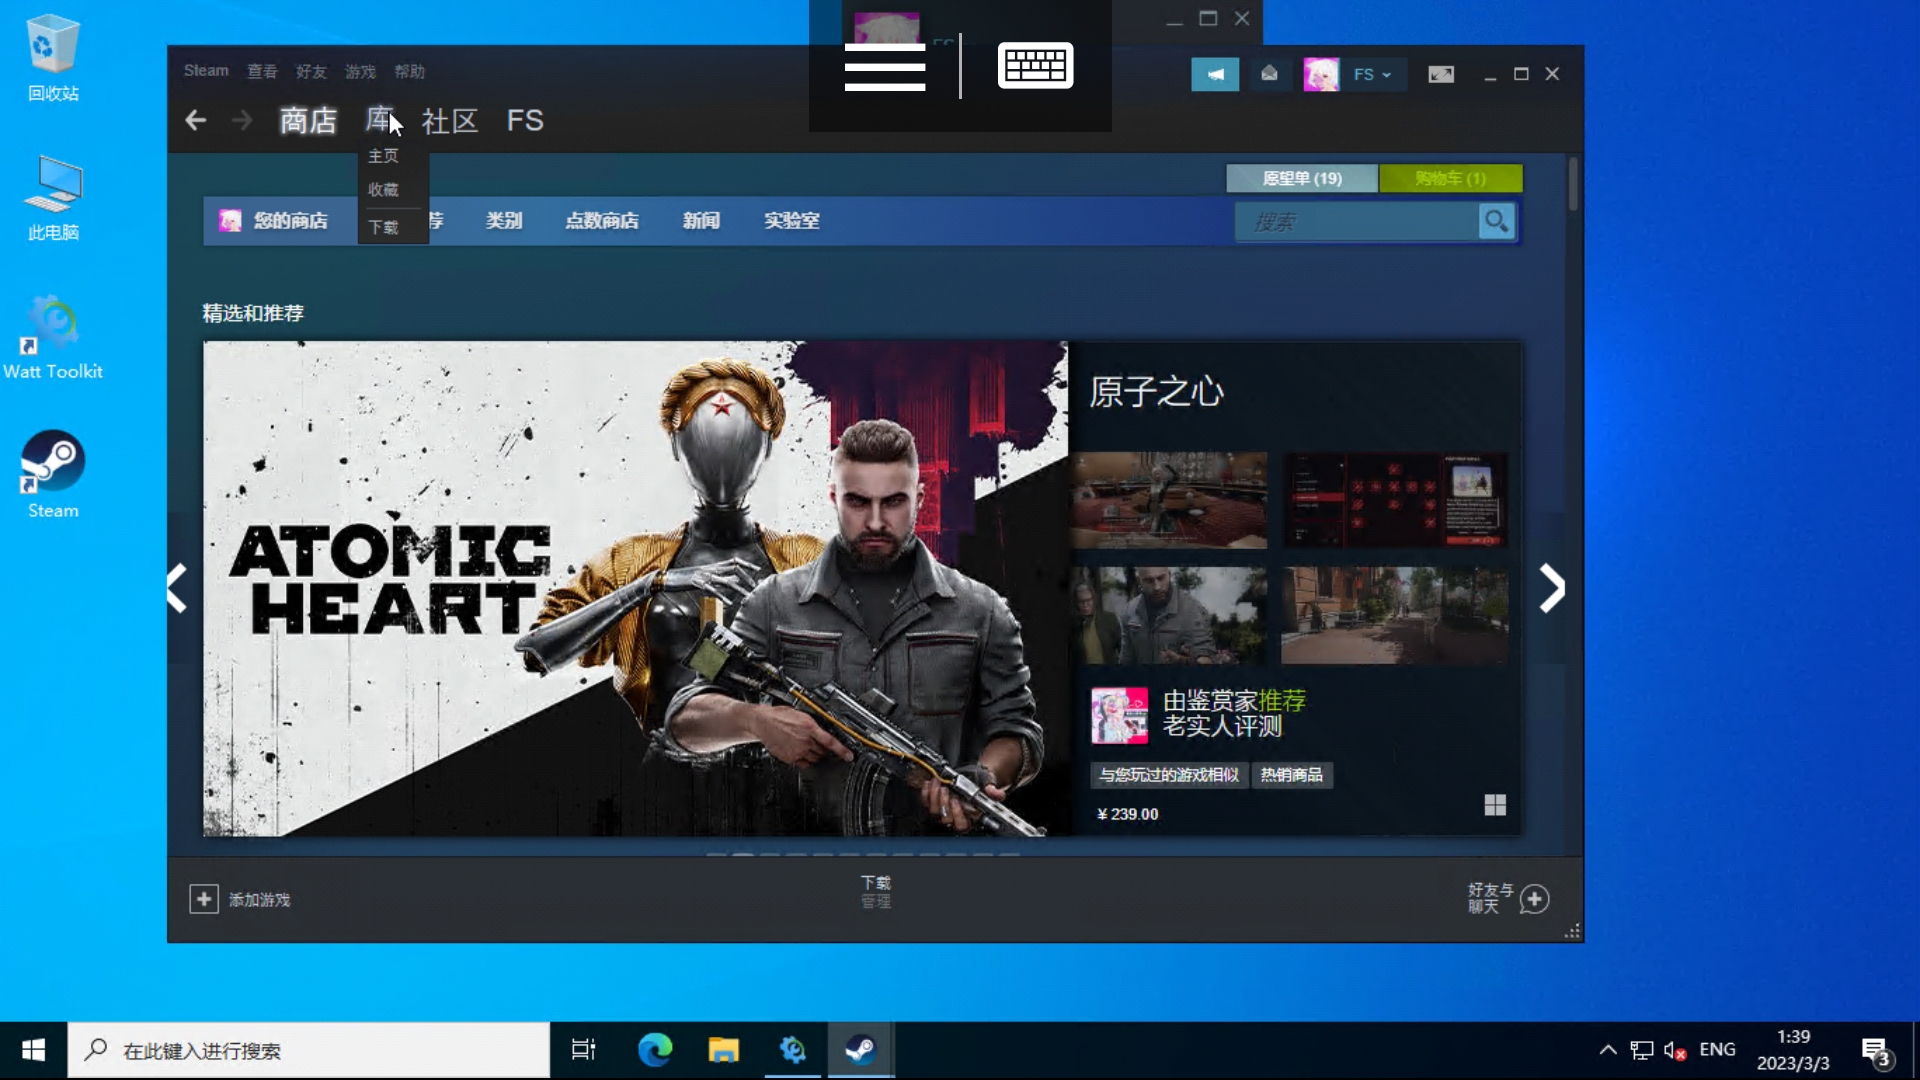 回收站
此电脑
Watt Toolkit
Steam
Steam 查看 好友 游戏 帮助
FS
商店 库 社区 FS
主页
收藏
下载
愿望单 (19)
购物车 (1)
您的商店 荐 类别 点数商店 新闻 实验室
搜索
精选和推荐
ATOMIC
HEART
原子之心
由鉴赏家推荐
老实人评测
与您玩过的游戏相似 热销商品
¥ 239.00
添加游戏
下载
管理
好友与
聊天
在此键入进行搜索
ENG
1:39
2023/3/3
3